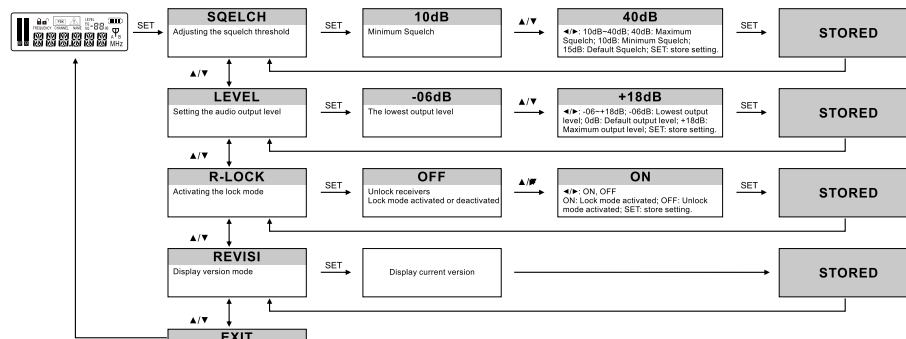 FREQUENCY CHANNEL NAME LEVEL
MHz
SET
SQELCH
Adjusting the squelch threshold
SET
10dB
Minimum Squelch
▲/▼
40dB
◄/►: 10dB~40dB; 40dB: Maximum
Squelch; 10dB: Minimum Squelch;
15dB: Default Squelch; SET: store setting.
SET
STORED
▲/▼
LEVEL
Setting the audio output level
SET
-06dB
The lowest output level
▲/▼
+18dB
◄/►: -06~+18dB; -06dB: Lowest output
level; 0dB: Default output level; +18dB:
Maximum output level; SET: store setting.
SET
STORED
▲/▼
R-LOCK
Activating the lock mode
SET
OFF
Unlock receivers
Lock mode activated or deactivated
▲/▼
ON
◄/►: ON, OFF
ON: Lock mode activated; OFF: Unlock
mode activated; SET: store setting.
SET
STORED
▲/▼
REVISI
Display version mode
SET
Display current version
STORED
▲/▼
EXIT